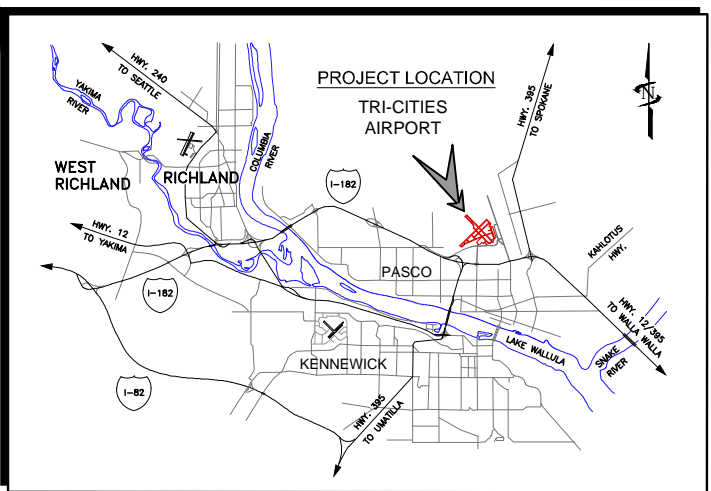 HWY. 240
TO SEATTLE
YAKIMA
RIVER
WEST
RICHLAND
RICHLAND
COLUMBIA
RIVER
PROJECT LOCATION
TRI-CITIES
AIRPORT
I-182
HWY. 395
TO SPOKANE
N
HWY. 12
TO YAKIMA
I-182
PASCO
KAHLOTUS
HWY.
HWY. 12/395
TO WALLA WALLA
LAKE WALLULA
SNAKE
RIVER
KENNEWICK
I-82
HWY. 395
TO UMATILLA